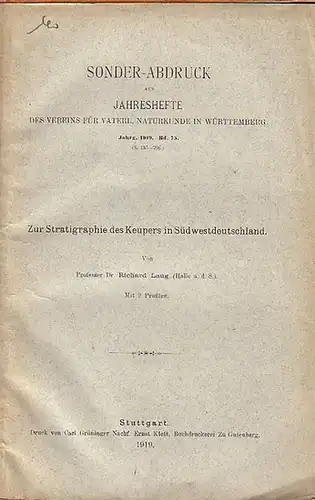 SONDER-ABDRUCK
AUS
JAHRESHEFTE
DES VEREINS FÜR VATERL. NATURKUNDE IN WÜRTTEMBERG.
Jahrg. 1919. Bd. 75.
Zur Stratigraphie des Keupers in Südwestdeutschland.
Von
Professor Dr. Richard Lang (Halle a. d. S.).
Mit 2 Profilen.
Stuttgart.
Druck von Carl Grüninger Nachf. Ernst Klett, Buchdruckerei Zu Gutenberg.
1919.